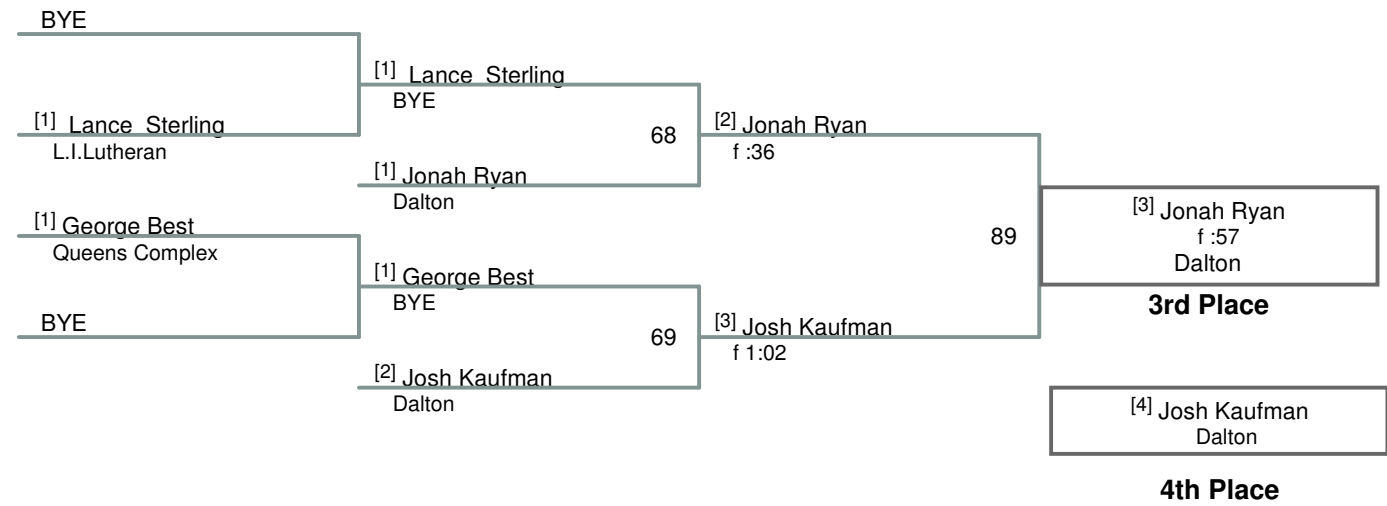 BYE
[1] Lance Sterling
L.I.Lutheran
[1] George Best
Queens Complex
BYE
[1] Lance Sterling
BYE
68
[1] Jonah Ryan
Dalton
[1] George Best
BYE
69
[2] Josh Kaufman
Dalton
[2] Jonah Ryan
f :36
89
[3] Josh Kaufman
f 1:02
[3] Jonah Ryan
f :57
Dalton
3rd Place
[4] Josh Kaufman
Dalton
4th Place